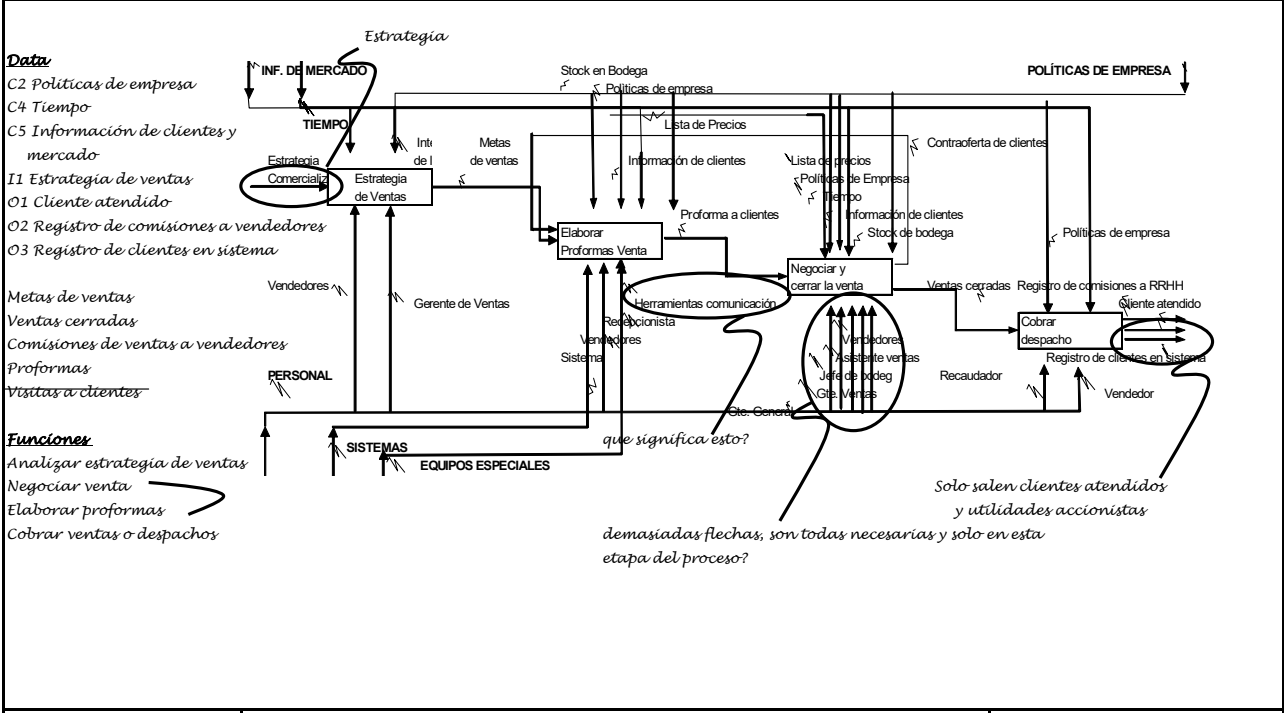 Estrategia
Data
C2 Políticas de empresa
C4 Tiempo
C5 Información de clientes y
mercado
I1 Estrategia de ventas
O1 Cliente atendido
O2 Registro de comisiones a vendedores
O3 Registro de clientes en sistema
Metas de ventas
Ventas cerradas
Comisiones de ventas a vendedores
Proformas
Visitas a clientes
Funciones
Analizar estrategia de ventas
Negociar venta
Elaborar proformas
Cobrar ventas o despachos
INF. DE MERCADO
TIEMPO
Stock en Bodega
Políticas de empresa
Lista de Precios
POLÍTICAS DE EMPRESA
Estrategia
Comercializ
Estrategia
de Ventas
Inte
de I
Metas
de ventas
Información de clientes
Lista de precios
Políticas de Empresa
Tiempo
Información de clientes
Stock de bodega
Contraoferta de clientes
Elaborar
Proformas Venta
Proforma a clientes
Políticas de empresa
Negociar y
cerrar la venta
Vendedores
Gerente de Ventas
Herramientas comunicación
Recepcionista
Vendedores
Sistema
Ventas cerradas
Registro de comisiones a RRHH
Cliente atendido
Cobrar
despacho
Registro de clientes en sistema
Vendedores
Asistente ventas
Jefe de bodeg
Gte. Ventas
Gte. General
Recaudador
Vendedor
PERSONAL
SISTEMAS
EQUIPOS ESPECIALES
que significa esto?
Solo salen clientes atendidos
y utilidades accionistas
demasiadas flechas, son todas necesarias y solo en esta
etapa del proceso?